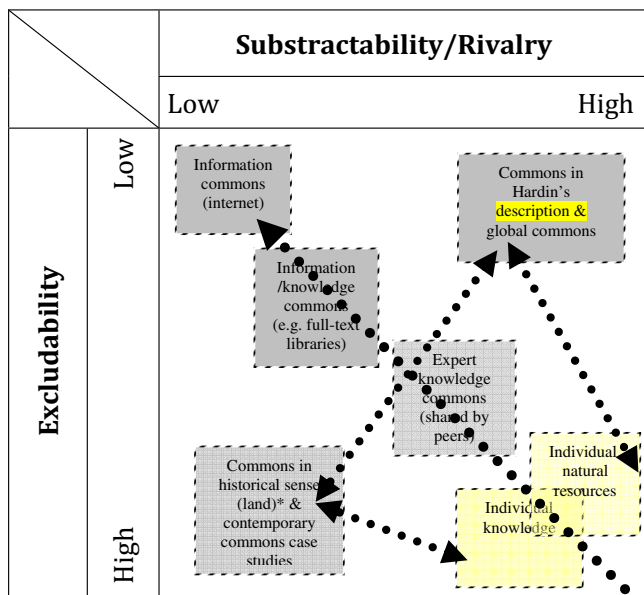 Substractability/Rivalry
Low
High
Excludability
Low
High
Information
commons
(internet)
Commons in
Hardin's
description &
global commons
Information
/knowledge
commons
(e.g. full-text
libraries)
Expert
knowledge
commons
(shared by
peers)
Commons in
historical sense
(land)* &
contemporary
commons case
studies
Individual
natural
resources
Individual
knowledge